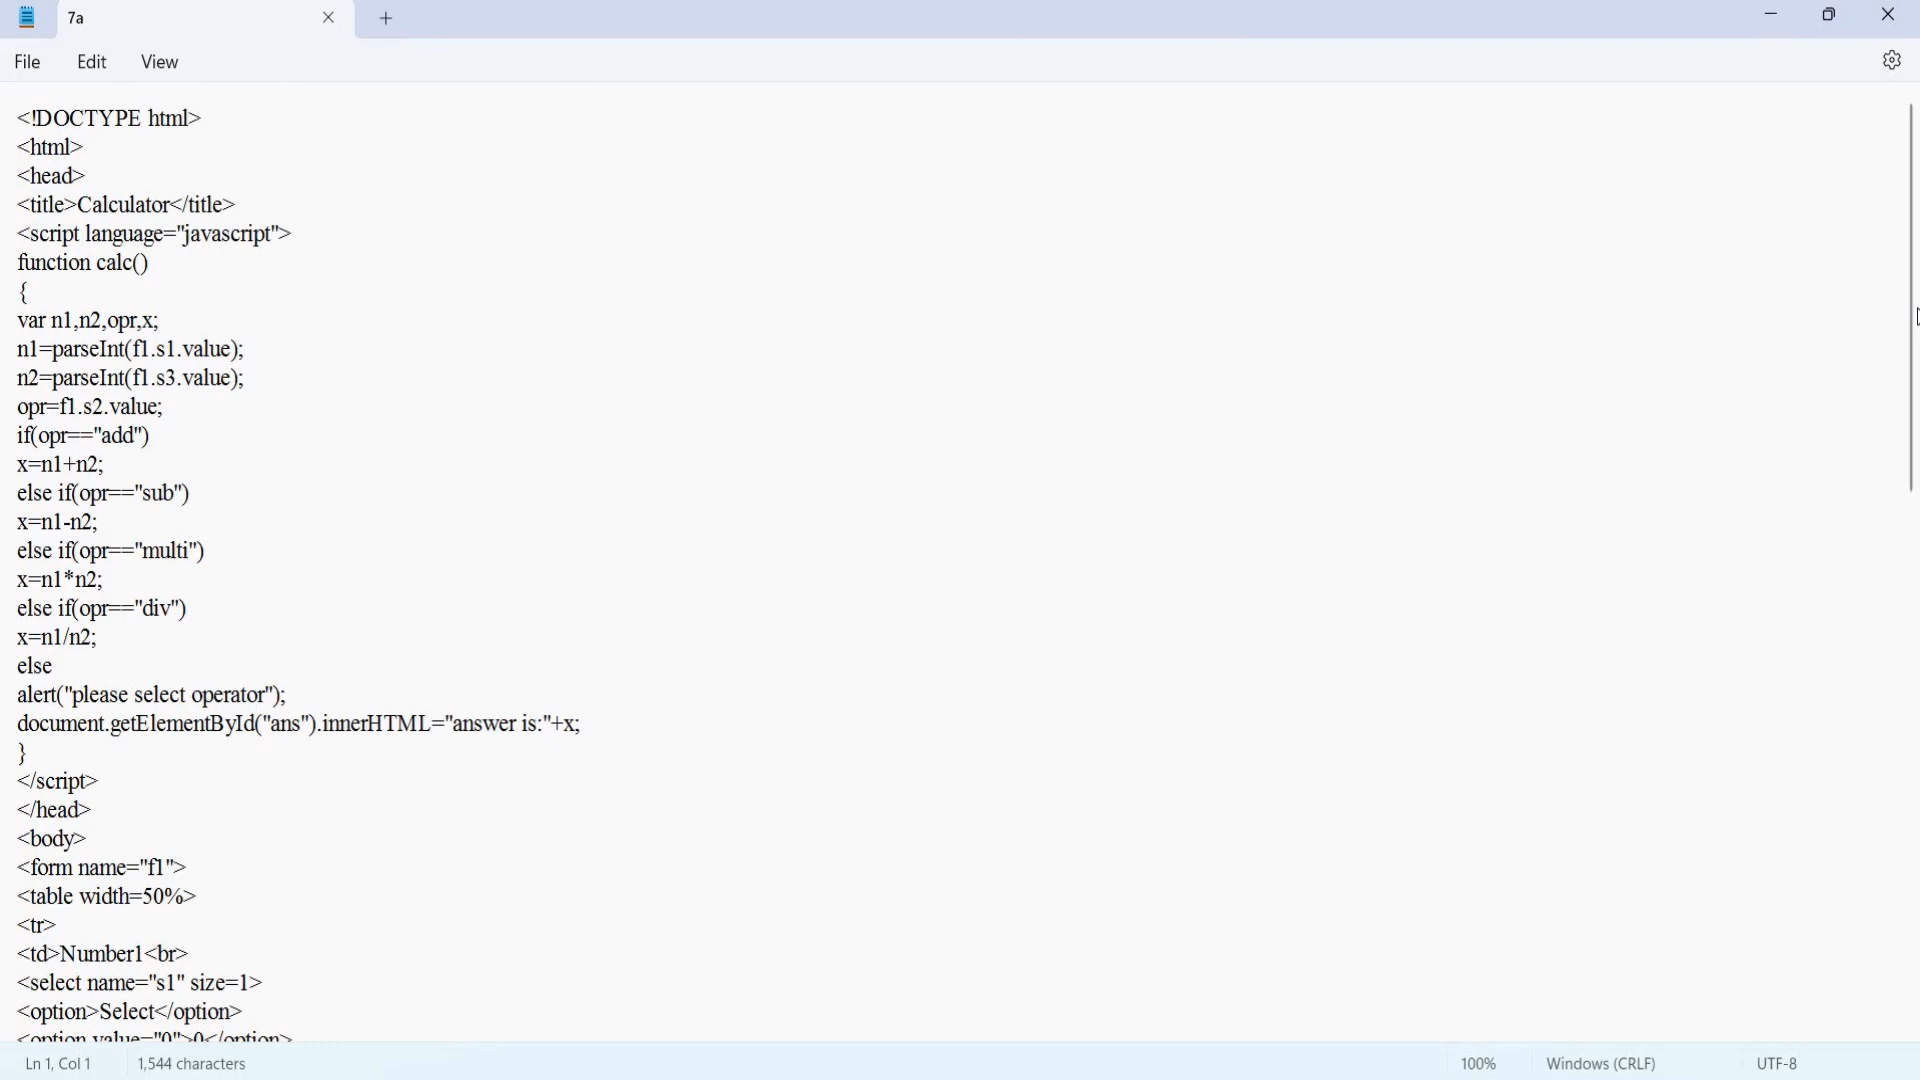 7a
File Edit View
<!DOCTYPE html>
<html>
<head>
<title>Calculator</title>
<script language="javascript">
function calc()
{
var n1,n2,opr,x;
n1=parseInt(f1.s1.value);
n2=parseInt(f1.s3.value);
opr=f1.s2.value;
if(opr=="add")
x=n1+n2;
else if(opr=="sub")
x=n1-n2;
else if(opr=="multi")
x=n1*n2;
else if(opr=="div")
x=n1/n2;
else
alert("please select operator");
document.getElementById("ans").innerHTML="answer is:"+x;
}
</script>
</head>
<body>
<form name="f1">
<table width=50%>
<tr>
<td>Number1<br>
<select name="s1" size=1>
<option>Select</option>
<option value="0">0</option>
Ln 1, Col 1 1,544 characters 100% Windows (CRLF) UTF-8